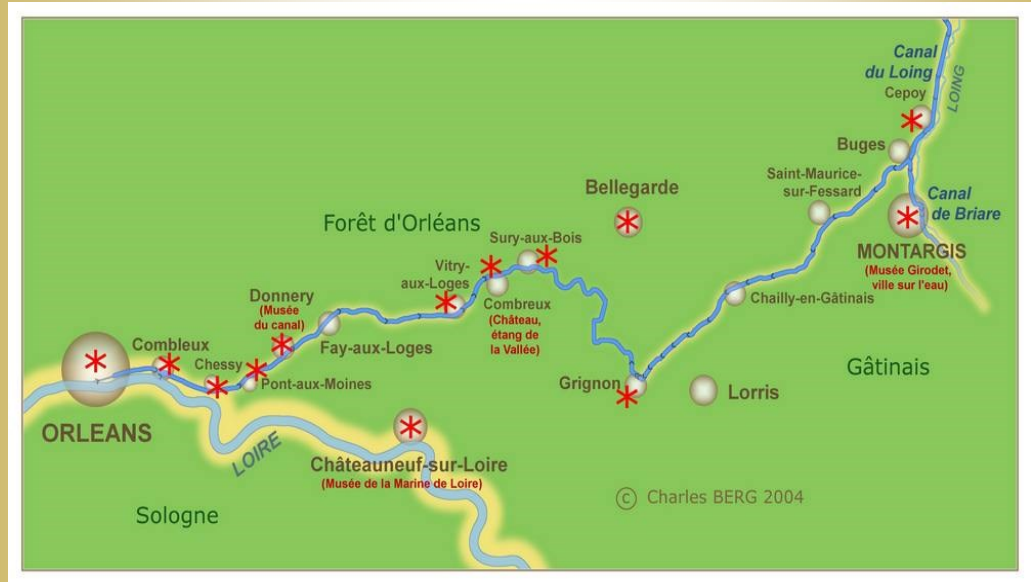 Canal
du Loing
Cepoy
LOING
Buges
Saint-Maurice-
sur-Fessard
Canal
de Briare
Bellegarde
MONTARGIS
(Musée Girodet,
ville sur l'eau)
Forêt d'Orléans
Sury-aux-Bois
Vitry-
aux-Loges
Combreux
(Château,
étang de
la Vallée)
Chailly-en-Gâtinais
Donnery
(Musée
du canal)
Fay-aux-Loges
Combleux
Chessy
Pont-aux-Moines
Grignon
Lorris
Gâtinais
ORLEANS
LOIRE
Châteauneuf-sur-Loire
(Musée de la Marine de Loire)
Sologne
© Charles BERG 2004